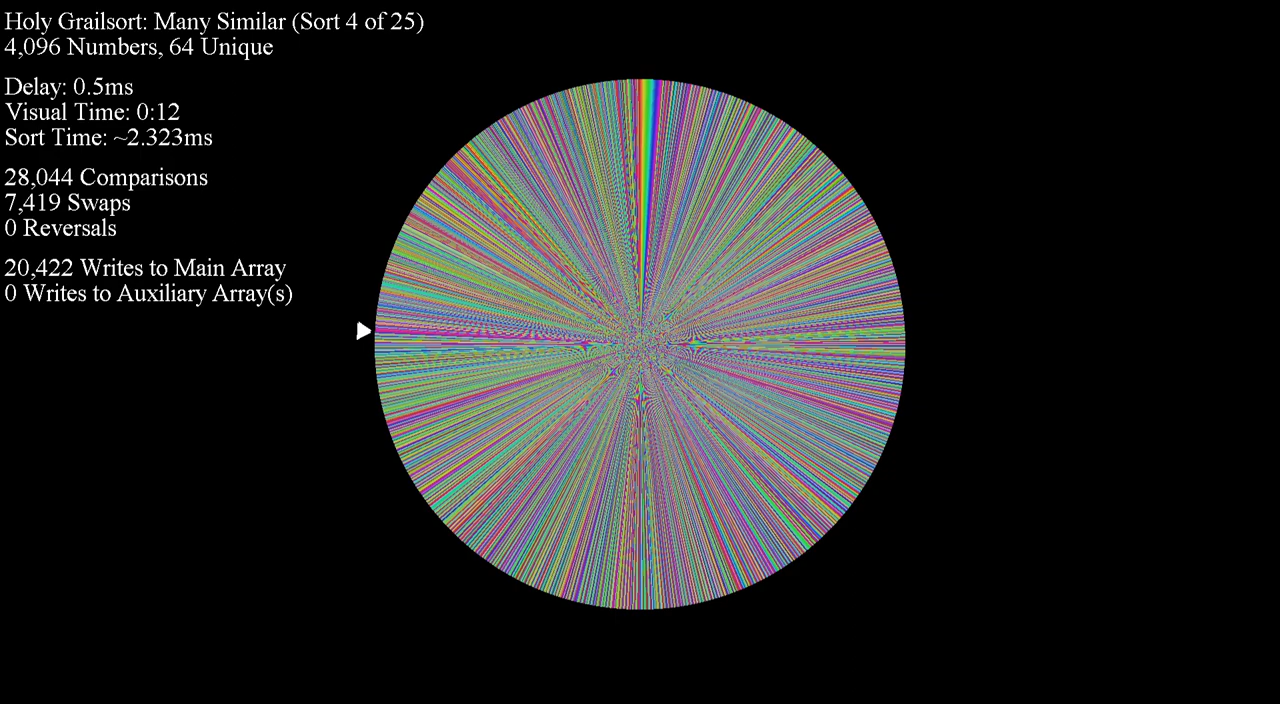 Holy Grailsort: Many Similar (Sort 4 of 25)
4,096 Numbers, 64 Unique
Delay: 0.5ms
Visual Time: 0:12
Sort Time: ~2.323ms
28,044 Comparisons
7,419 Swaps
0 Reversals
20,422 Writes to Main Array
0 Writes to Auxiliary Array(s)